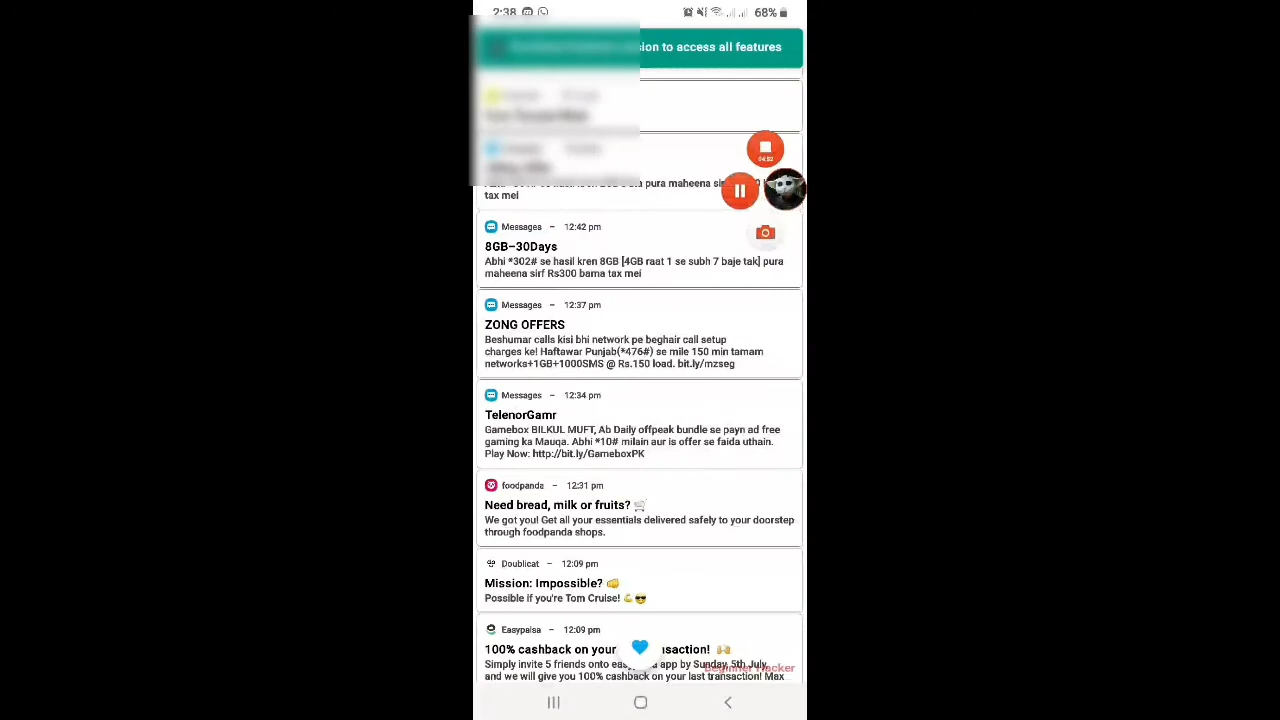 2:38
68%
sion to access all features
04:52
pura maheena
tax mei
Messages – 12:42 pm
8GB–30Days
Abhi *302# se hasil kren 8GB [4GB raat 1 se subh 7 baje tak] pura
maheena sirf Rs300 barna tax mei
Messages – 12:37 pm
ZONG OFFERS
Beshumar calls kisi bhi network pe beghair call setup
charges ke! Haftawar Punjab(*476#) se mile 150 min tamam
networks+1GB+1000SMS @ Rs.150 load. bit.ly/mzseg
Messages – 12:34 pm
TelenorGamr
Gamebox BILKUL MUFT, Ab Daily offpeak bundle se payn ad free
gaming ka Mauqa. Abhi *10# milain aur is offer se faida uthain.
Play Now: http://bit.ly/GameboxPK
foodpanda – 12:31 pm
Need bread, milk or fruits? 🛒
We got you! Get all your essentials delivered safely to your doorstep
through foodpanda shops.
Doublicat – 12:09 pm
Mission: Impossible? 
Possible if you're Tom Cruise! 💪😎
Easypaisa – 12:09 pm
100% cashback on your nsaction! 🙌
Simply invite 5 friends onto easy a app by Sunday 5th July
Beginner Hacker
and we will give you 100% cashback on your last transaction! Max